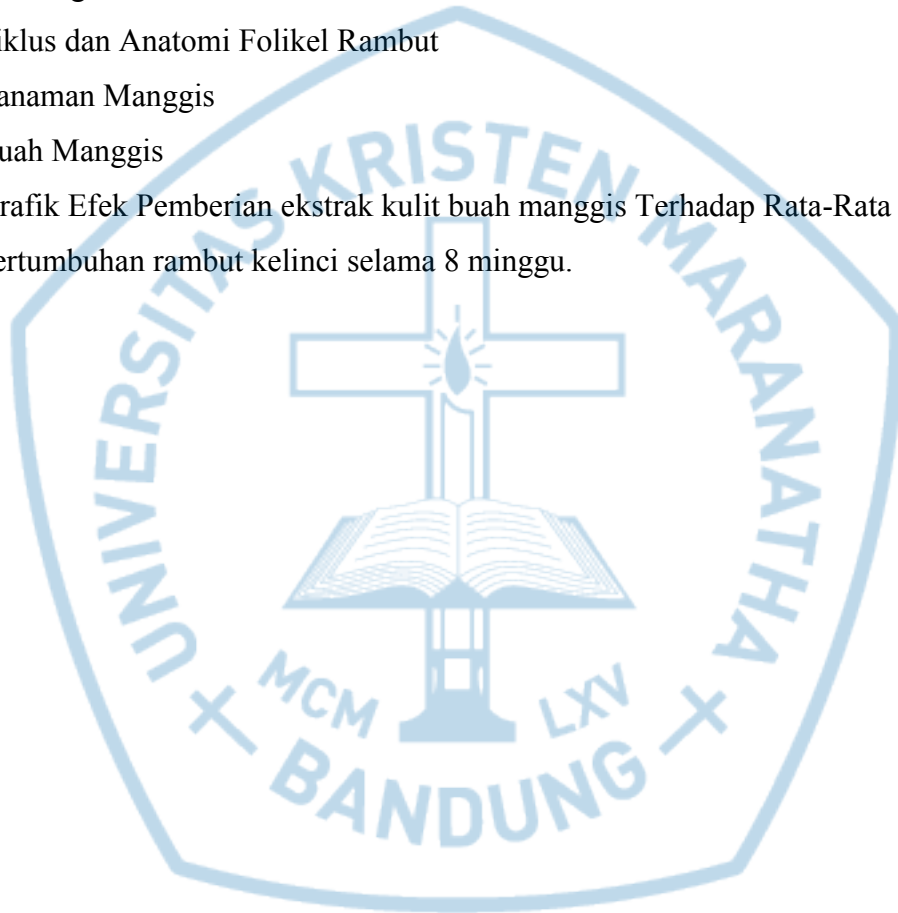 iklus dan Anatomi Folikel Rambut
anaman Manggis
uah Manggis
rafik Efek Pemberian ekstrak kulit buah manggis Terhadap Rata-Rata
ertumbuhan rambut kelinci selama 8 minggu.
UNIVERSITAS KRISTEN MARANATHA
MCM LXV
BANDUNG